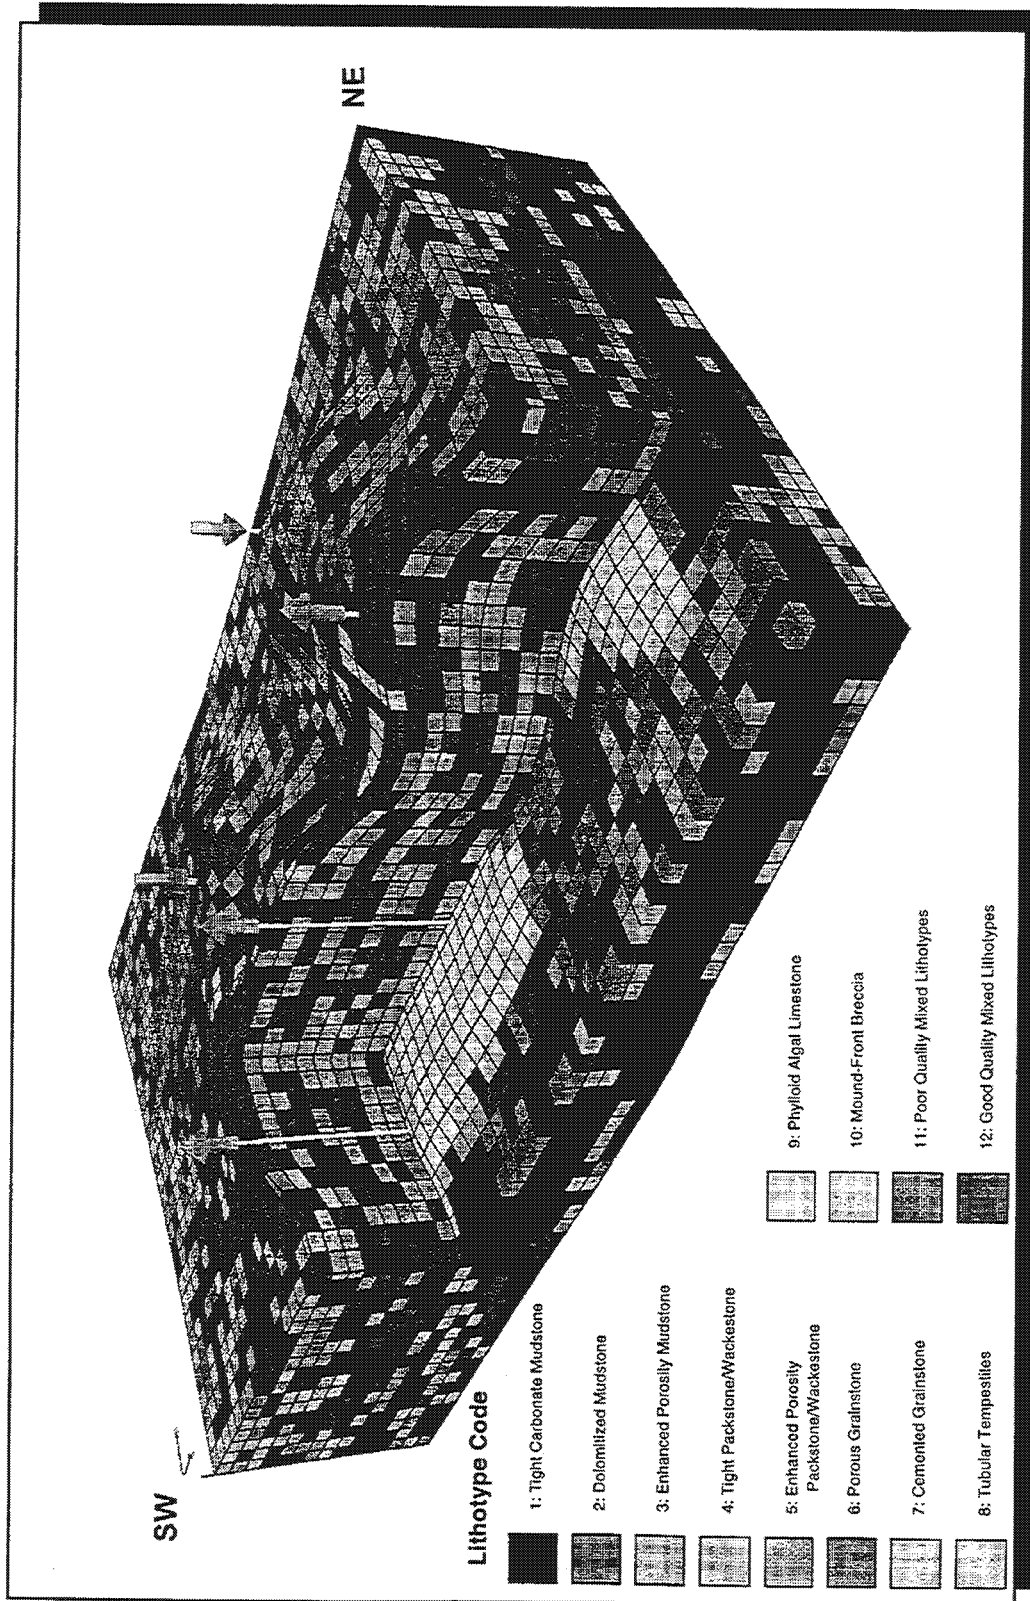 SW
NE
Lithotype Code
1: Tight Carbonate Mudstone
2: Dolomitized Mudstone
3: Enhanced Porosity Mudstone
4: Tight Packstone/Wackestone
5: Enhanced Porosity
Packstone/Wackestone
6: Porous Grainstone
7: Cemented Grainstone
8: Tubular Tempestites
9: Phylloid Algal Limestone
10: Mound-Front Breccia
11: Poor Quality Mixed Lithotypes
12: Good Quality Mixed Lithotypes